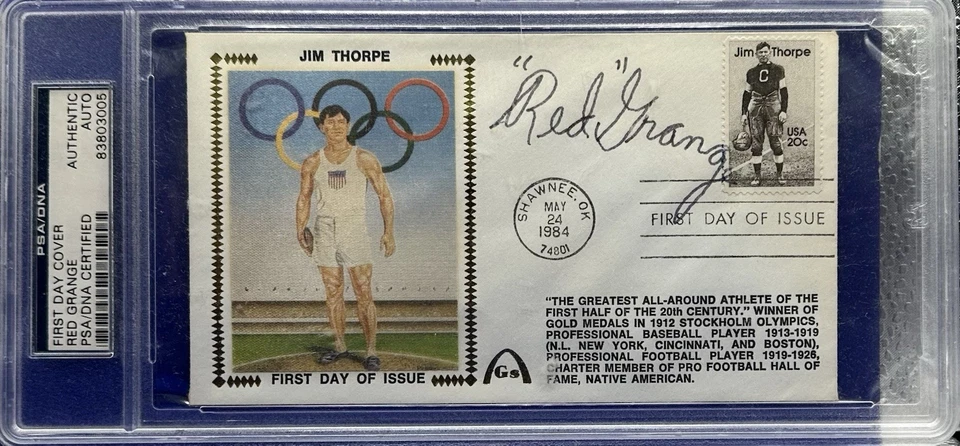 PSA/DNA
FIRST DAY COVER
RED GRANGE
PSA/DNA CERTIFIED
AUTHENTIC
AUTO
83803005
JIM THORPE
FIRST DAY OF ISSUE
"Red" Grange
Jim Thorpe
C
USA
20c
SHAWNEE, OK
MAY
24
1984
74801
FIRST DAY OF ISSUE
"THE GREATEST ALL-AROUND ATHLETE OF THE
FIRST HALF OF THE 20th CENTURY." WINNER OF
GOLD MEDALS IN 1912 STOCKHOLM OLYMPICS,
PROFESSIONAL BASEBALL PLAYER 1913-1919
(N.L. NEW YORK, CINCINNATI, AND BOSTON),
PROFESSIONAL FOOTBALL PLAYER 1919-1926,
CHARTER MEMBER OF PRO FOOTBALL HALL OF
FAME, NATIVE AMERICAN.
Gs